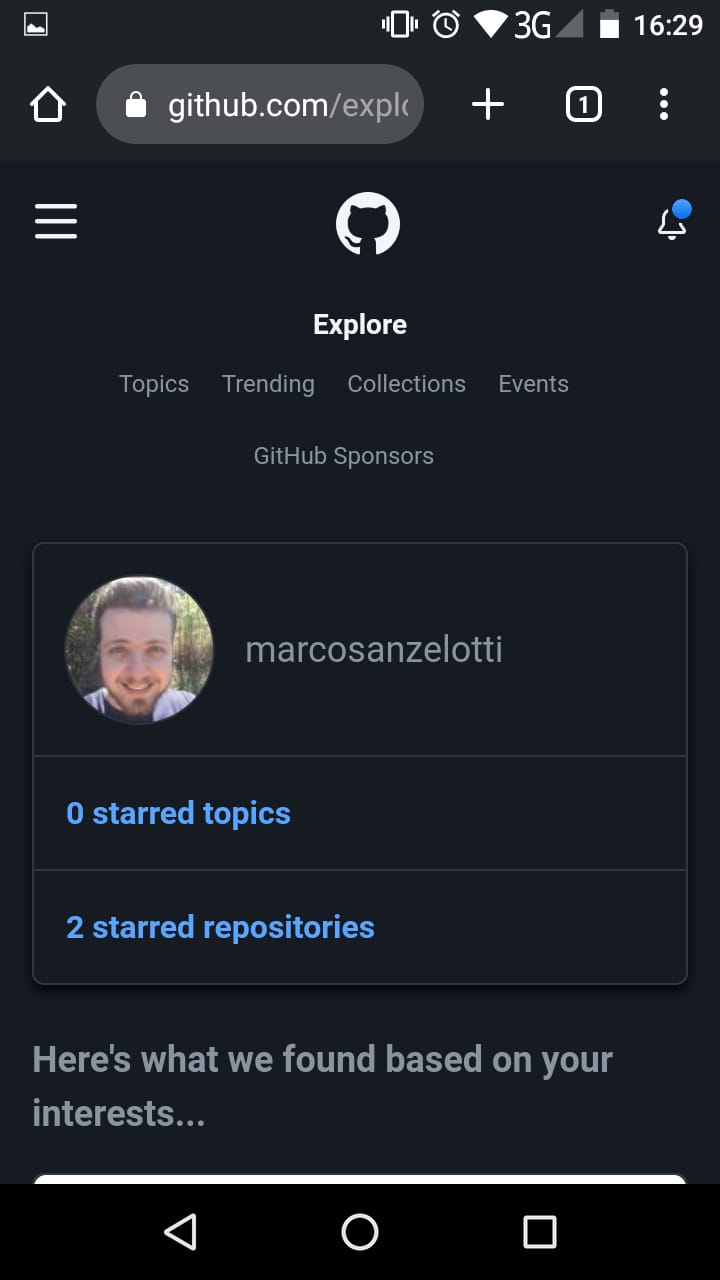 3G 16:29
github.com/explo
1
Explore
Topics Trending Collections Events
GitHub Sponsors
marcosanzelotti
0 starred topics
2 starred repositories
Here's what we found based on your
interests...